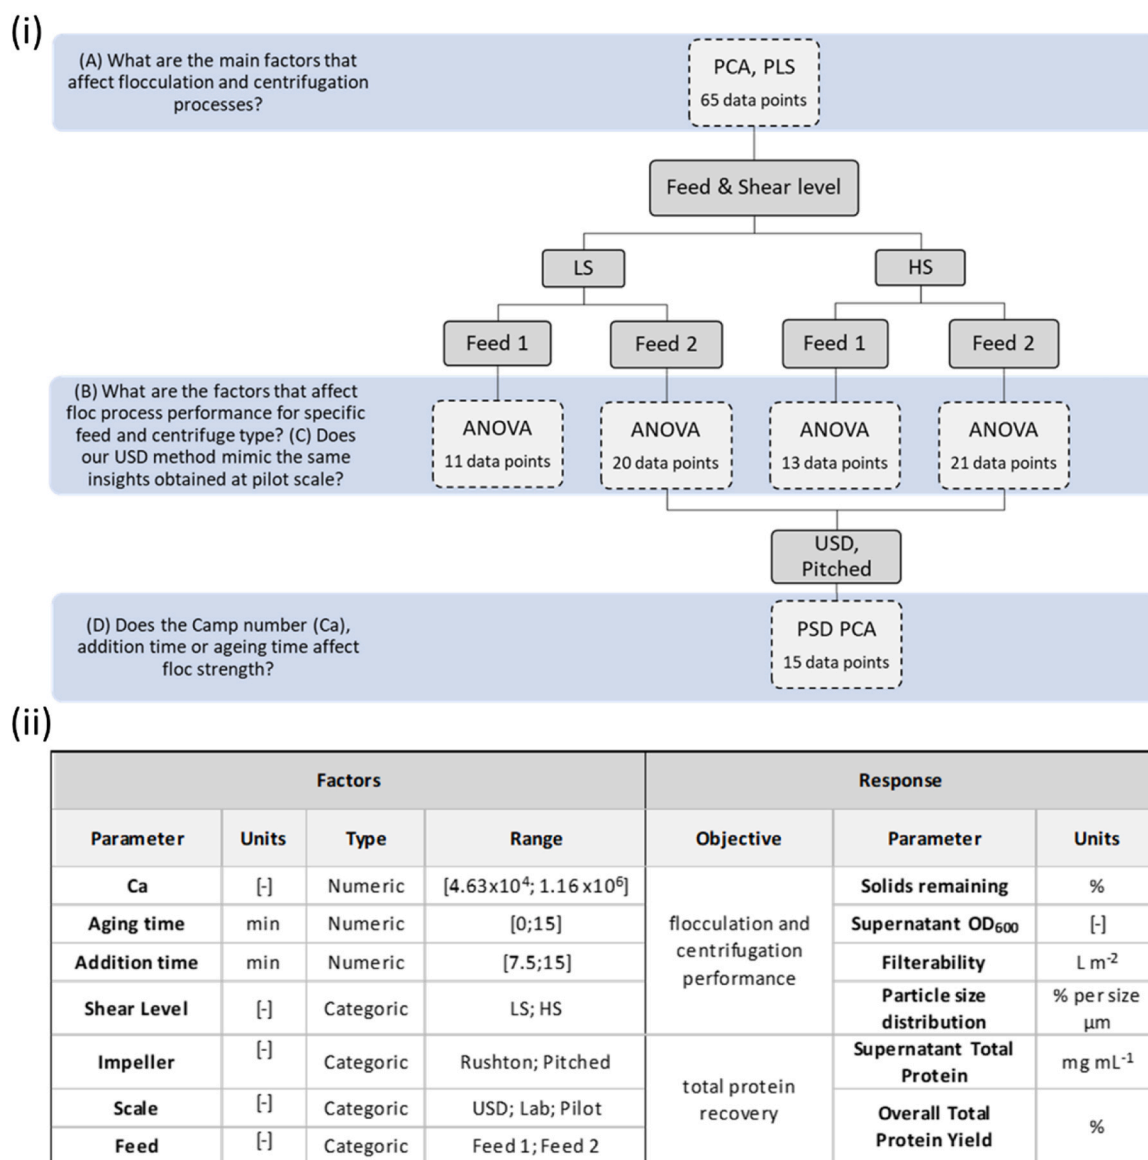 (i)
(A) What are the main factors that
affect flocculation and centrifugation
processes?
PCA, PLS
65 data points
Feed & Shear level
LS
HS
Feed 1
Feed 2
Feed 1
Feed 2
(B) What are the factors that affect
floc process performance for specific
feed and centrifuge type? (C) Does
our USD method mimic the same
insights obtained at pilot scale?
ANOVA
11 data points
ANOVA
20 data points
ANOVA
13 data points
ANOVA
21 data points
USD,
Pitched
(D) Does the Camp number (Ca),
addition time or ageing time affect
floc strength?
PSD PCA
15 data points
(ii)
Factors Response
Parameter Units Type Range Objective Parameter Units
Ca [-] Numeric [4.63x10⁴; 1.16 x10⁶] Solids remaining %
Aging time min Numeric [0;15] Supernatant OD₆₀₀ [-]
Addition time min Numeric [7.5;15] Filterability L m⁻²
Shear Level [-] Categoric LS; HS
flocculation and
centrifugation
performance
Particle size
distribution
% per size
µm
Impeller [-] Categoric Rushton; Pitched
Supernatant Total
Protein
mg mL⁻¹
Scale [-] Categoric USD; Lab; Pilot
Feed [-] Categoric Feed 1; Feed 2
total protein
recovery
Overall Total
Protein Yield
%